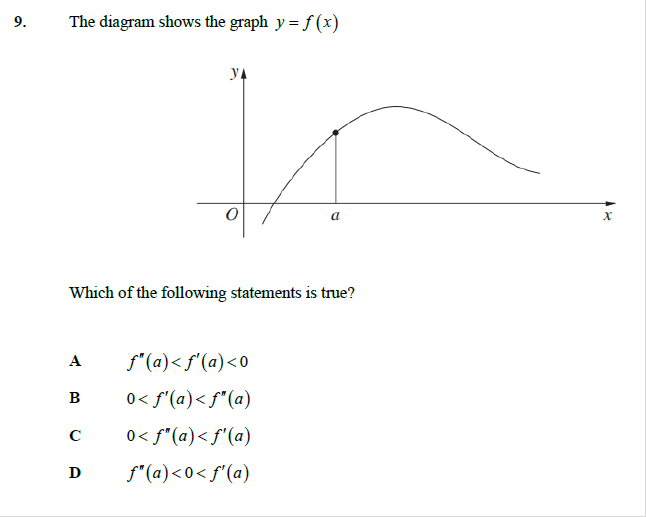 9. The diagram shows the graph y = f(x)
y
O a x
Which of the following statements is true?
A f″(a) < f′(a) < 0
B 0 < f′(a) < f″(a)
C 0 < f″(a) < f′(a)
D f″(a) < 0 < f′(a)